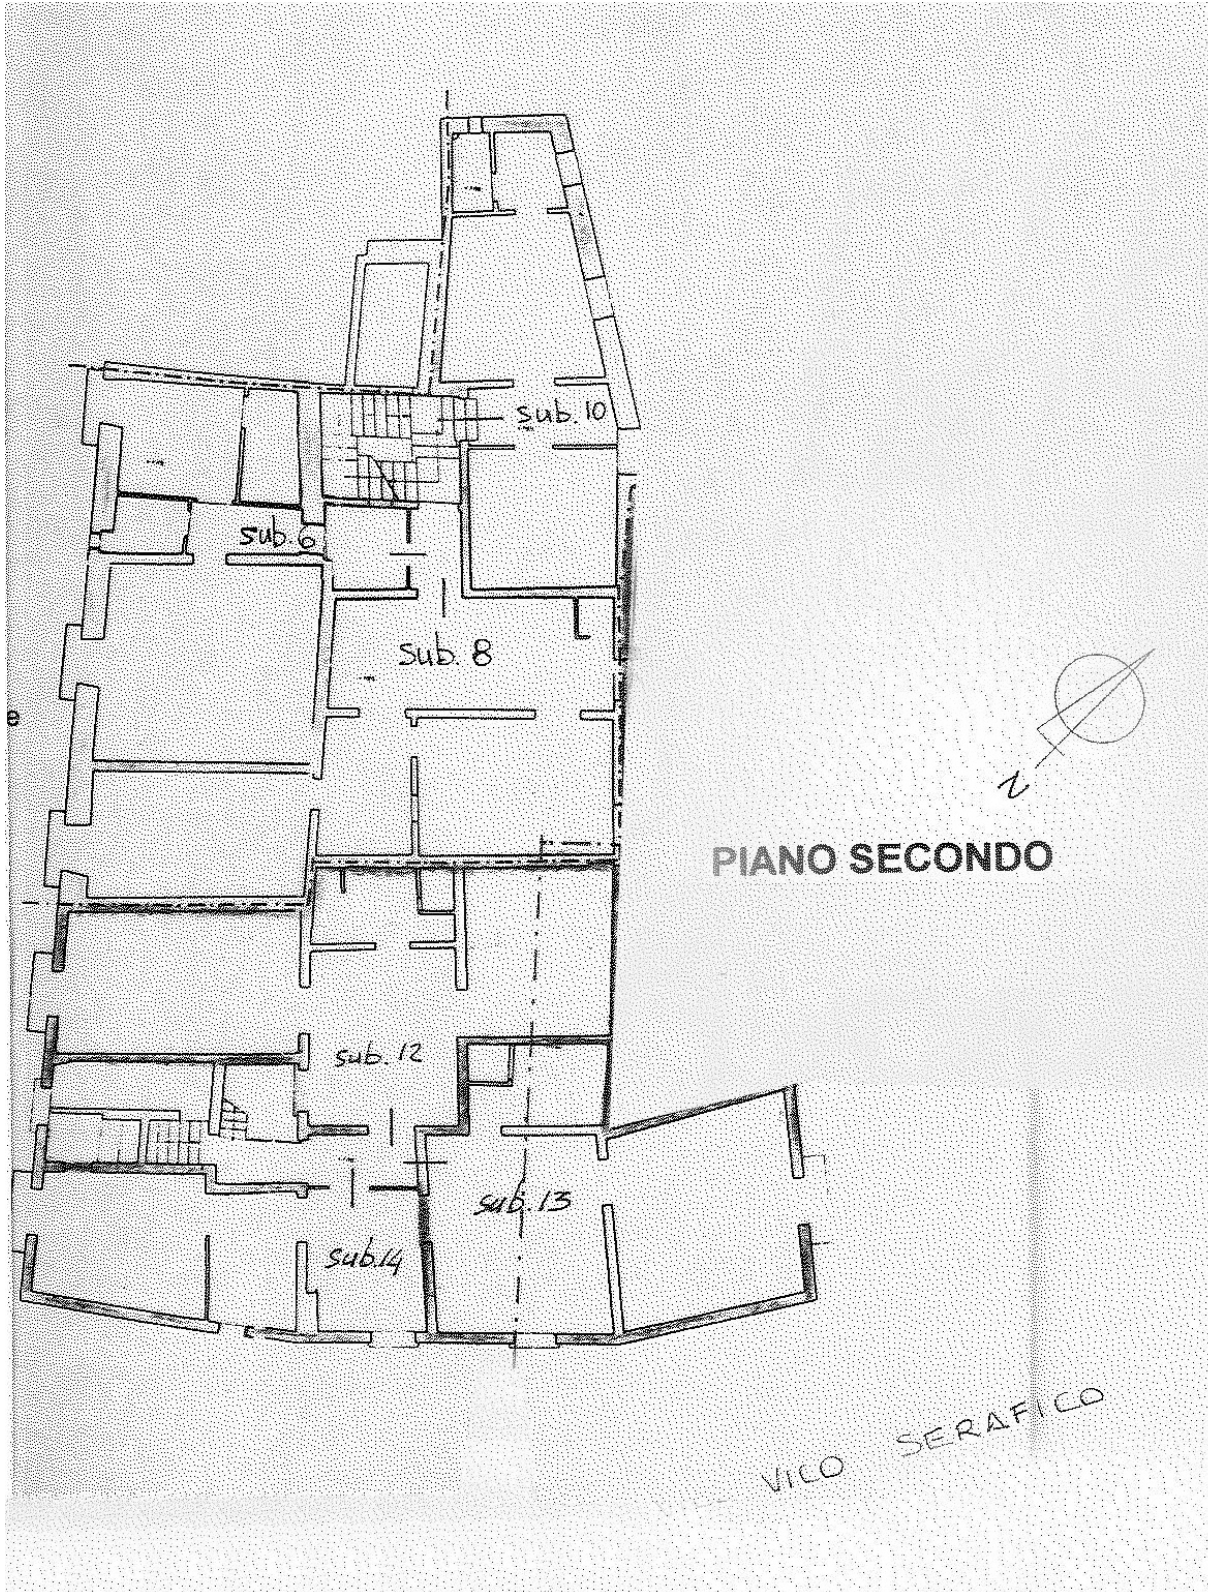 sub. 10
sub. 6
sub. 8
e
N
PIANO SECONDO
sub. 12
sub. 13
sub. 14
VICO SERAFICO